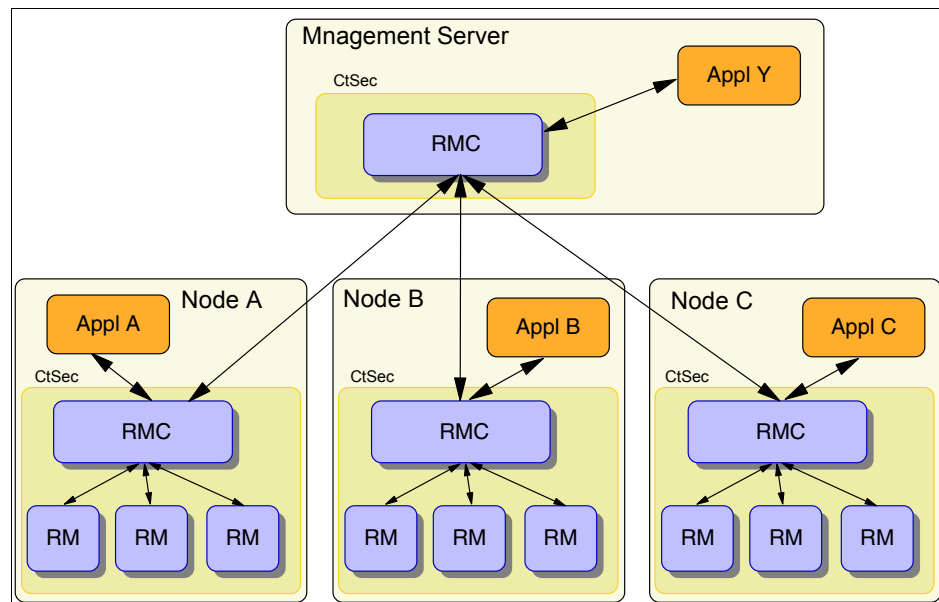 Mnagement Server
CtSec
Appl Y
RMC
Node A
Appl A
CtSec
RMC
RM RM RM
Node B
Appl B
CtSec
RMC
RM RM RM
Node C
Appl C
CtSec
RMC
RM RM RM